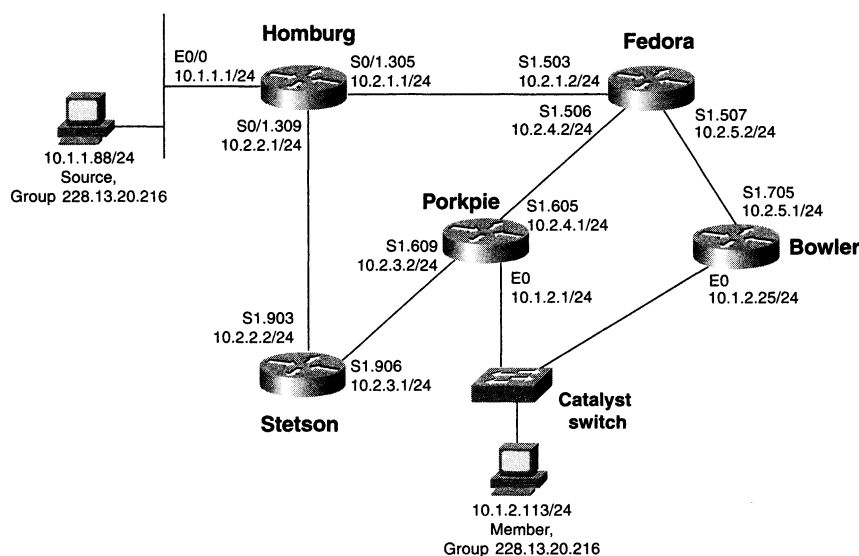 Homburg
Fedora
E0/0
10.1.1.1/24
S0/1.305
10.2.1.1/24
S1.503
10.2.1.2/24
S0/1.309
10.2.2.1/24
S1.506
10.2.4.2/24
S1.507
10.2.5.2/24
10.1.1.88/24
Source,
Group 228.13.20.216
Porkpie
S1.605
10.2.4.1/24
S1.705
10.2.5.1/24
Bowler
S1.609
10.2.3.2/24
E0
10.1.2.1/24
E0
10.1.2.25/24
S1.903
10.2.2.2/24
S1.906
10.2.3.1/24
Stetson
Catalyst
switch
10.1.2.113/24
Member,
Group 228.13.20.216